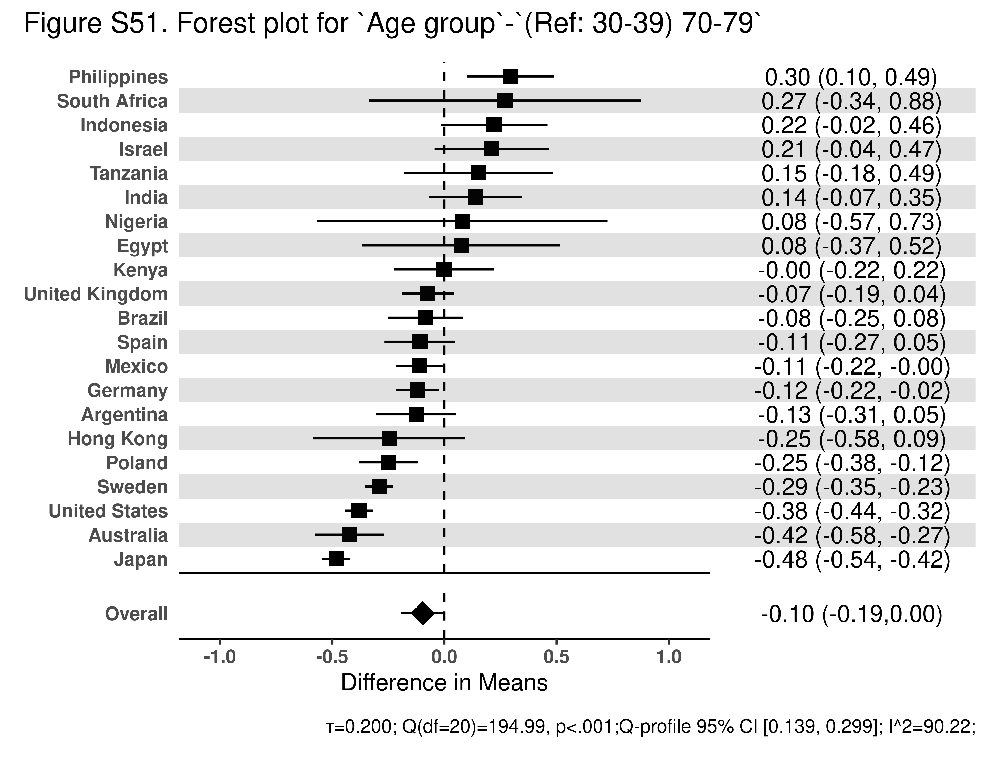 Figure S51. Forest plot for `Age group`-`(Ref: 30-39) 70-79`
Philippines 0.30 (0.10, 0.49)
South Africa 0.27 (-0.34, 0.88)
Indonesia 0.22 (-0.02, 0.46)
Israel 0.21 (-0.04, 0.47)
Tanzania 0.15 (-0.18, 0.49)
India 0.14 (-0.07, 0.35)
Nigeria 0.08 (-0.57, 0.73)
Egypt 0.08 (-0.37, 0.52)
Kenya -0.00 (-0.22, 0.22)
United Kingdom -0.07 (-0.19, 0.04)
Brazil -0.08 (-0.25, 0.08)
Spain -0.11 (-0.27, 0.05)
Mexico -0.11 (-0.22, -0.00)
Germany -0.12 (-0.22, -0.02)
Argentina -0.13 (-0.31, 0.05)
Hong Kong -0.25 (-0.58, 0.09)
Poland -0.25 (-0.38, -0.12)
Sweden -0.29 (-0.35, -0.23)
United States -0.38 (-0.44, -0.32)
Australia -0.42 (-0.58, -0.27)
Japan -0.48 (-0.54, -0.42)
Overall -0.10 (-0.19,0.00)
-1.0 -0.5 0.0 0.5 1.0
Difference in Means
τ=0.200; Q(df=20)=194.99, p<.001;Q-profile 95% CI [0.139, 0.299]; I^2=90.22;